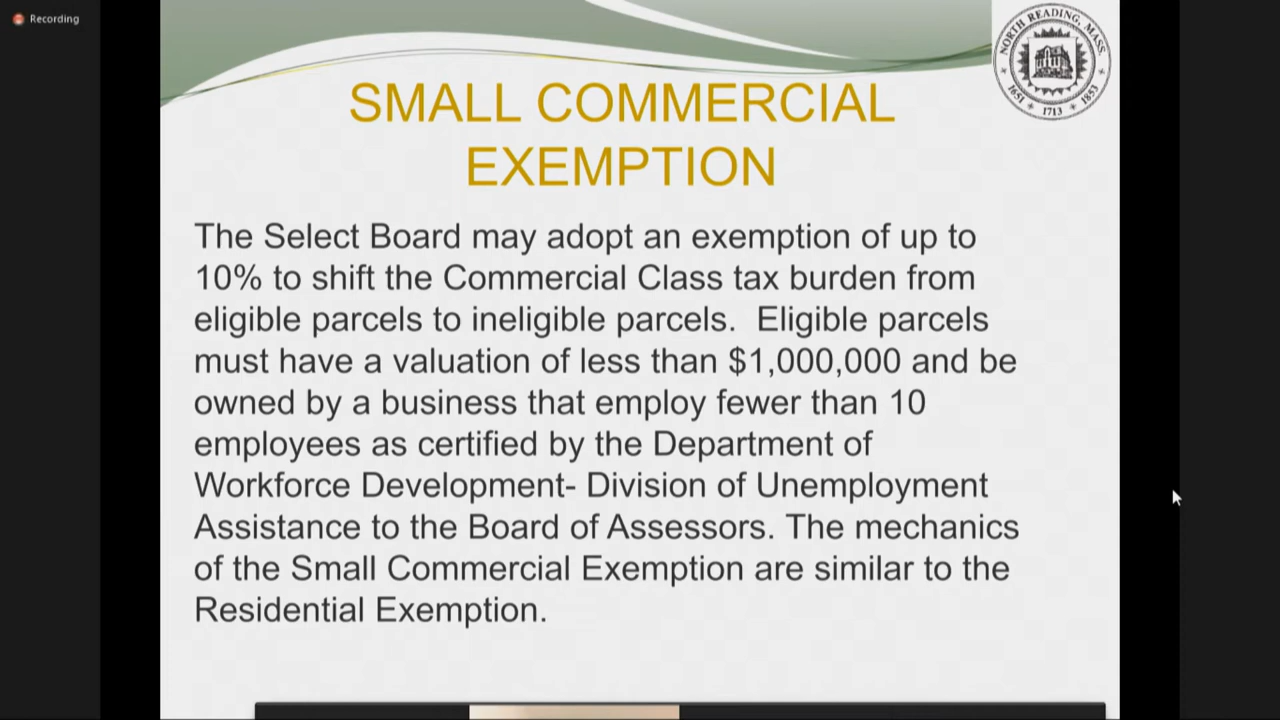 Recording
NORTH READING, MASS.
1651 1713 1853
SMALL COMMERCIAL
EXEMPTION
The Select Board may adopt an exemption of up to
10% to shift the Commercial Class tax burden from
eligible parcels to ineligible parcels.  Eligible parcels
must have a valuation of less than $1,000,000 and be
owned by a business that employ fewer than 10
employees as certified by the Department of
Workforce Development- Division of Unemployment
Assistance to the Board of Assessors. The mechanics
of the Small Commercial Exemption are similar to the
Residential Exemption.